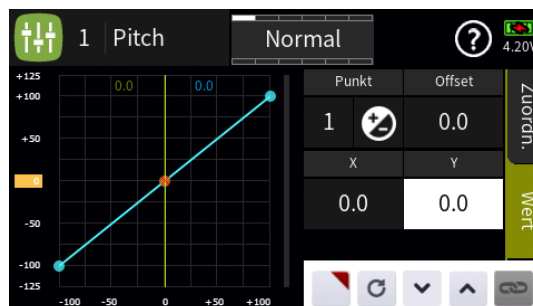 1 Pitch Normal ? 4.20V
+125
+100
+50
0
-50
-100
-125
0.0 0.0
-100 -50 0 +50 +100
Punkt Offset
1 0.0
X Y
0.0 0.0
Zuordn.
Wert